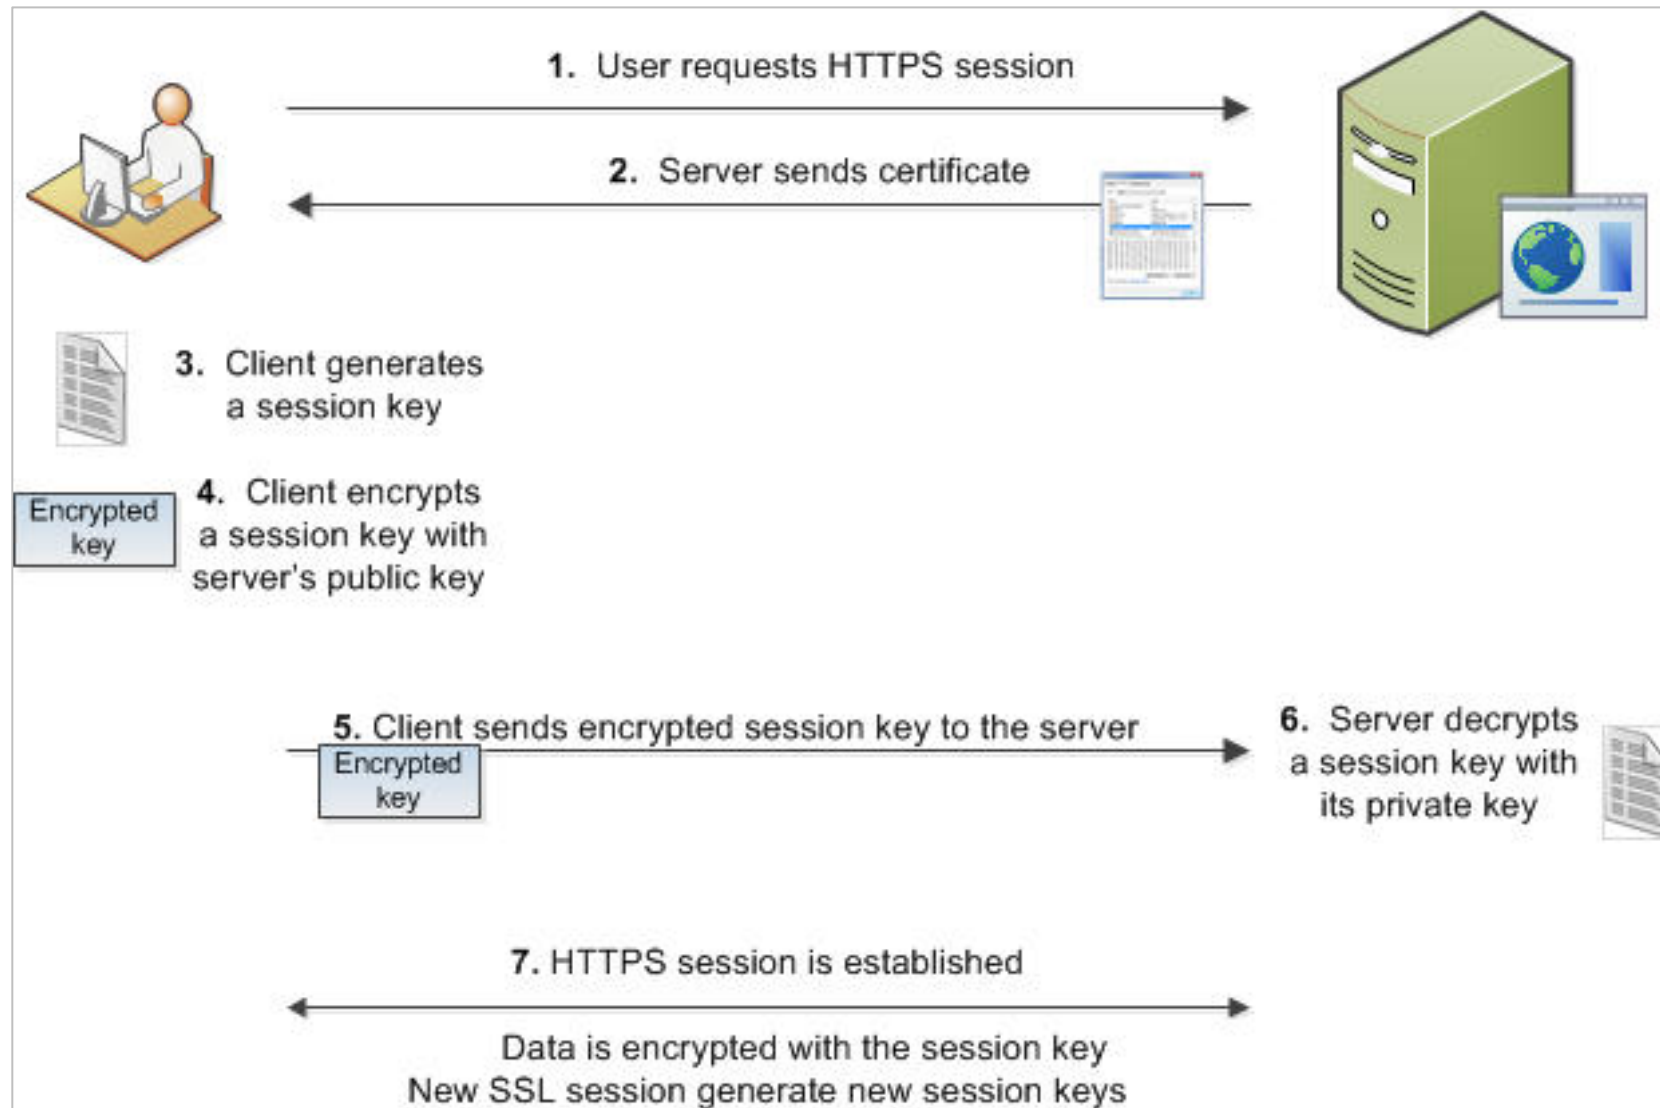 1. User requests HTTPS session
2. Server sends certificate
3. Client generates
a session key
Encrypted
key
4. Client encrypts
a session key with
server's public key
5. Client sends encrypted session key to the server
Encrypted
key
6. Server decrypts
a session key with
its private key
7. HTTPS session is established
Data is encrypted with the session key
New SSL session generate new session keys